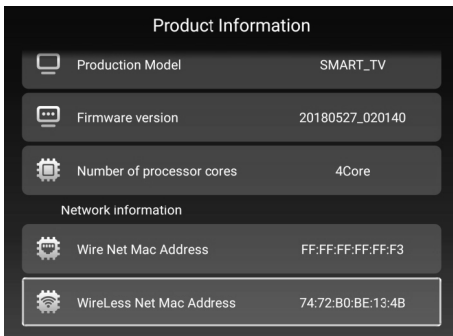 Product Information
Production Model SMART_TV
Firmware version 20180527_020140
Number of processor cores 4Core
Network information
Wire Net Mac Address FF:FF:FF:FF:FF:F3
WireLess Net Mac Address 74:72:B0:BE:13:4B